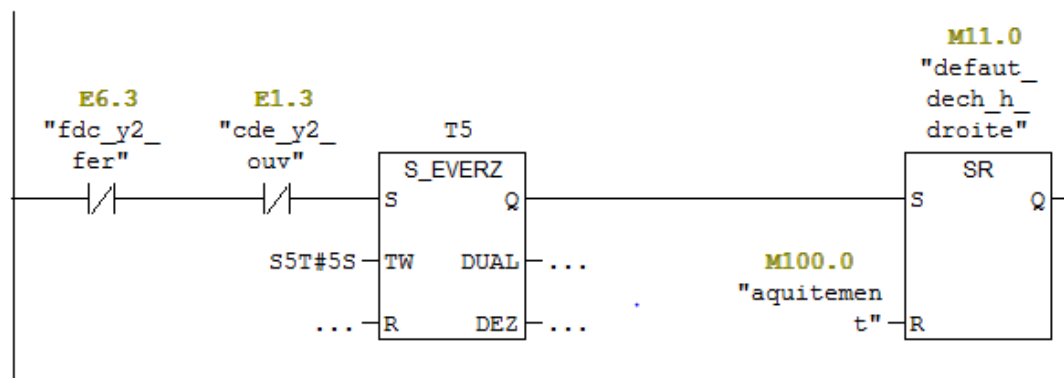 M11.0
"defaut_
dech_h_
droite"
E6.3
"fdc_y2_
fer"
E1.3
"cde_y2_
ouv"
T5
S_EVERZ
S Q
S5T#5S TW DUAL ...
... R DEZ ...
SR
S Q
M100.0
"aquitemen
t" R